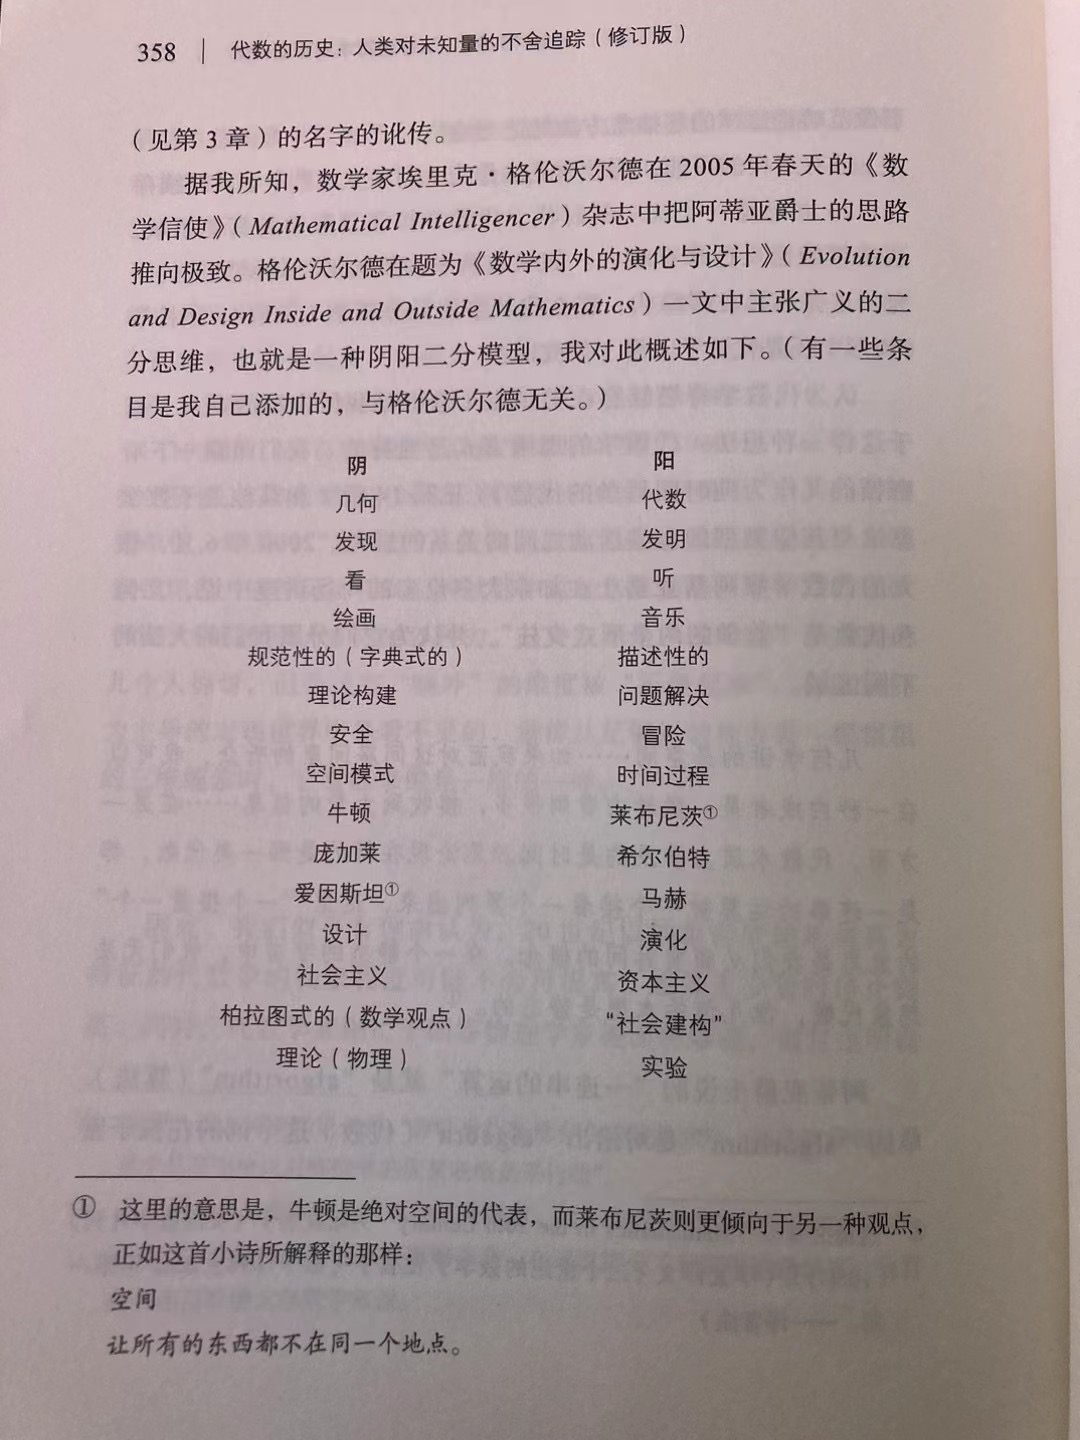 358 | 代数的历史：人类对未知量的不舍追踪（修订版）
（见第 3 章）的名字的讹传。
据我所知，数学家埃里克·格伦沃尔德在 2005 年春天的《数
学信使》（Mathematical Intelligencer）杂志中把阿蒂亚爵士的思路
推向极致。格伦沃尔德在题为《数学内外的演化与设计》（Evolution
and Design Inside and Outside Mathematics）一文中主张广义的二
分思维，也就是一种阴阳二分模型，我对此概述如下。（有一些条
目是我自己添加的，与格伦沃尔德无关。）
阴 阳
几何 代数
发现 发明
看 听
绘画 音乐
规范性的（字典式的） 描述性的
理论构建 问题解决
安全 冒险
空间模式 时间过程
牛顿 莱布尼茨①
庞加莱 希尔伯特
爱因斯坦① 马赫
设计 演化
社会主义 资本主义
柏拉图式的（数学观点） “社会建构”
理论（物理） 实验
① 这里的意思是，牛顿是绝对空间的代表，而莱布尼茨则更倾向于另一种观点，
正如这首小诗所解释的那样：
空间
让所有的东西都不在同一个地点。